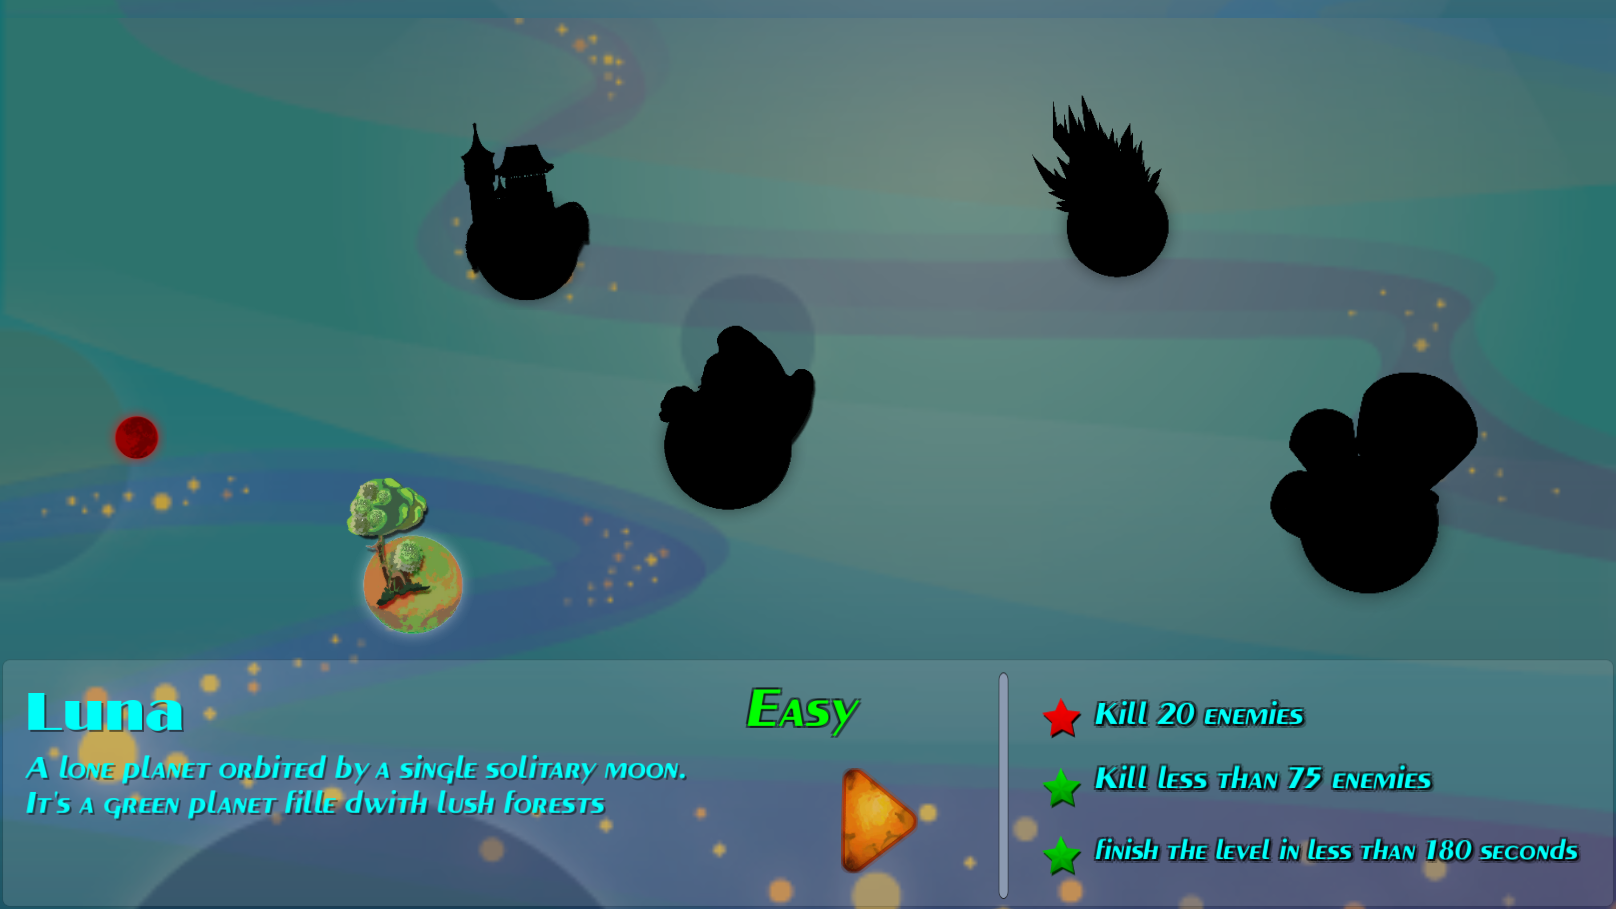 Luna
A lone planet orbited by a single solitary moon.
It's a green planet fille dwith lush forests
Easy
Kill 20 enemies
Kill less than 75 enemies
finish the level in less than 180 seconds